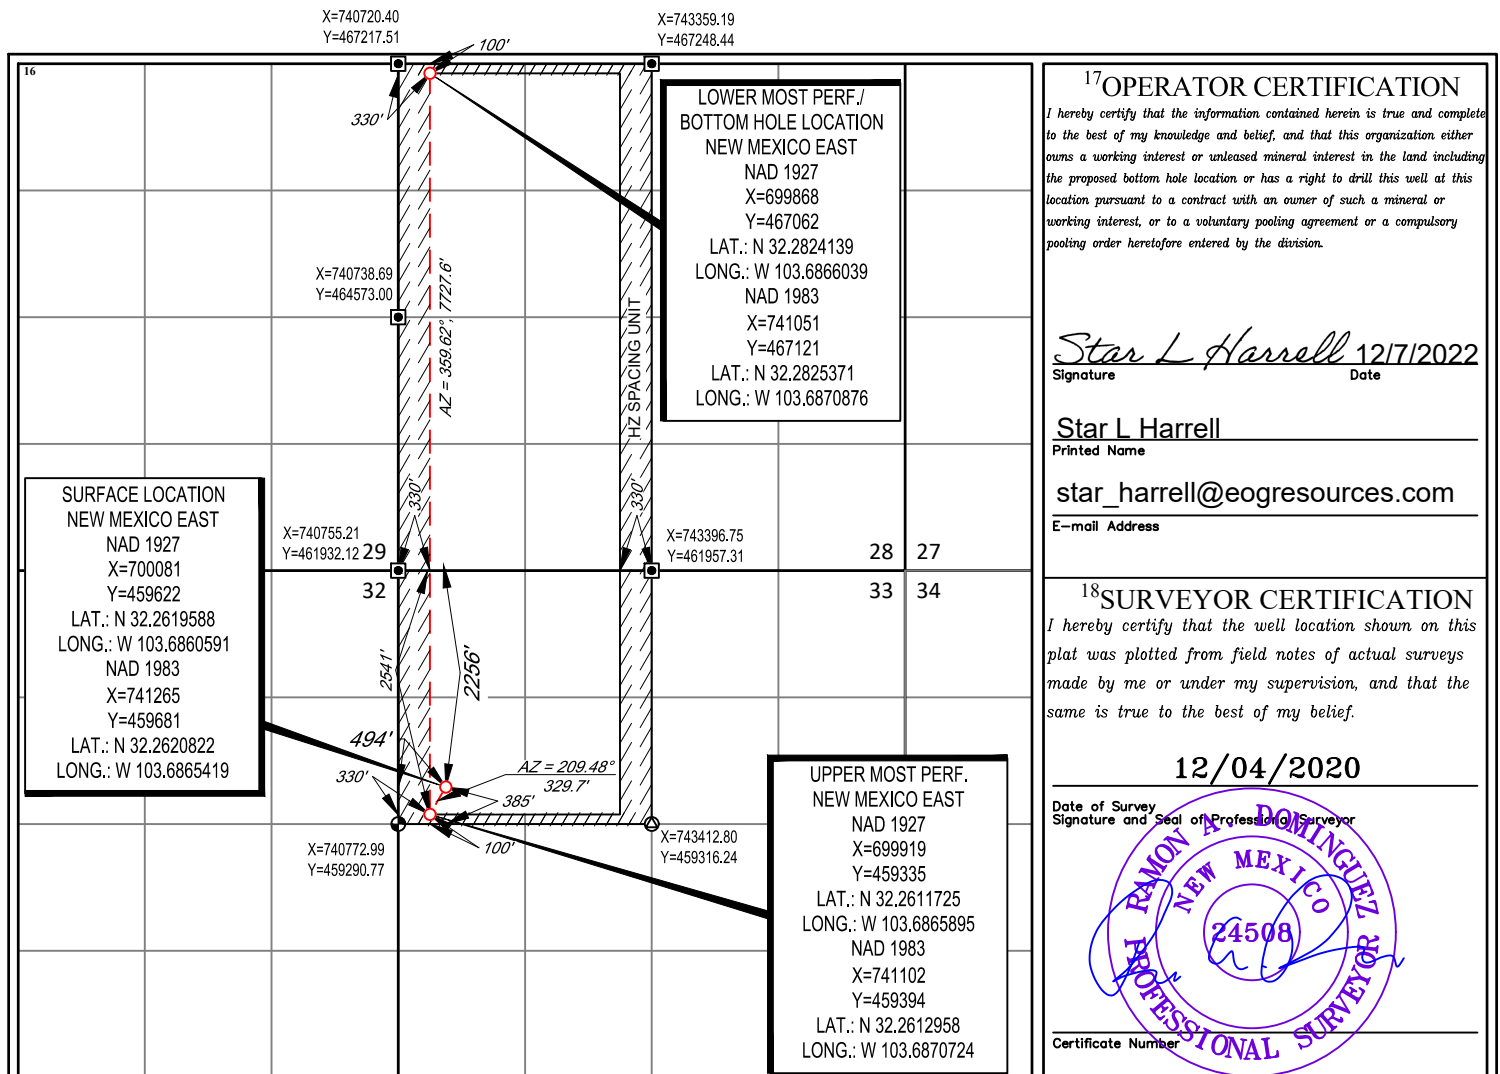 X=740720.40
Y=467217.51
X=743359.19
Y=467248.44
16
100'
330'
LOWER MOST PERF./
BOTTOM HOLE LOCATION
NEW MEXICO EAST
NAD 1927
X=699868
Y=467062
LAT.: N 32.2824139
LONG.: W 103.6866039
NAD 1983
X=741051
Y=467121
LAT.: N 32.2825371
LONG.: W 103.6870876
X=740738.69
Y=464573.00
AZ = 359.62°, 7727.6'
HZ SPACING UNIT
330'
330'
SURFACE LOCATION
NEW MEXICO EAST
NAD 1927
X=700081
Y=459622
LAT.: N 32.2619588
LONG.: W 103.6860591
NAD 1983
X=741265
Y=459681
LAT.: N 32.2620822
LONG.: W 103.6865419
X=740755.21
Y=461932.12
29
32
X=743396.75
Y=461957.31
28
27
33
34
2541'
2256'
494'
330'
AZ = 209.48°
329.7'
385'
100'
X=740772.99
Y=459290.77
X=743412.80
Y=459316.24
UPPER MOST PERF.
NEW MEXICO EAST
NAD 1927
X=699919
Y=459335
LAT.: N 32.2611725
LONG.: W 103.6865895
NAD 1983
X=741102
Y=459394
LAT.: N 32.2612958
LONG.: W 103.6870724
17OPERATOR CERTIFICATION
I hereby certify that the information contained herein is true and complete
to the best of my knowledge and belief, and that this organization either
owns a working interest or unleased mineral interest in the land including
the proposed bottom hole location or has a right to drill this well at this
location pursuant to a contract with an owner of such a mineral or
working interest, or to a voluntary pooling agreement or a compulsory
pooling order heretofore entered by the division.
Star L Harrell 12/7/2022
Signature Date
Star L Harrell
Printed Name
star_harrell@eogresources.com
E-mail Address
18SURVEYOR CERTIFICATION
I hereby certify that the well location shown on this
plat was plotted from field notes of actual surveys
made by me or under my supervision, and that the
same is true to the best of my belief.
12/04/2020
Date of Survey
Signature and Seal of Professional Surveyor
RAMON A. DOMINGUEZ
NEW MEXICO
24508
PROFESSIONAL SURVEYOR
Certificate Number